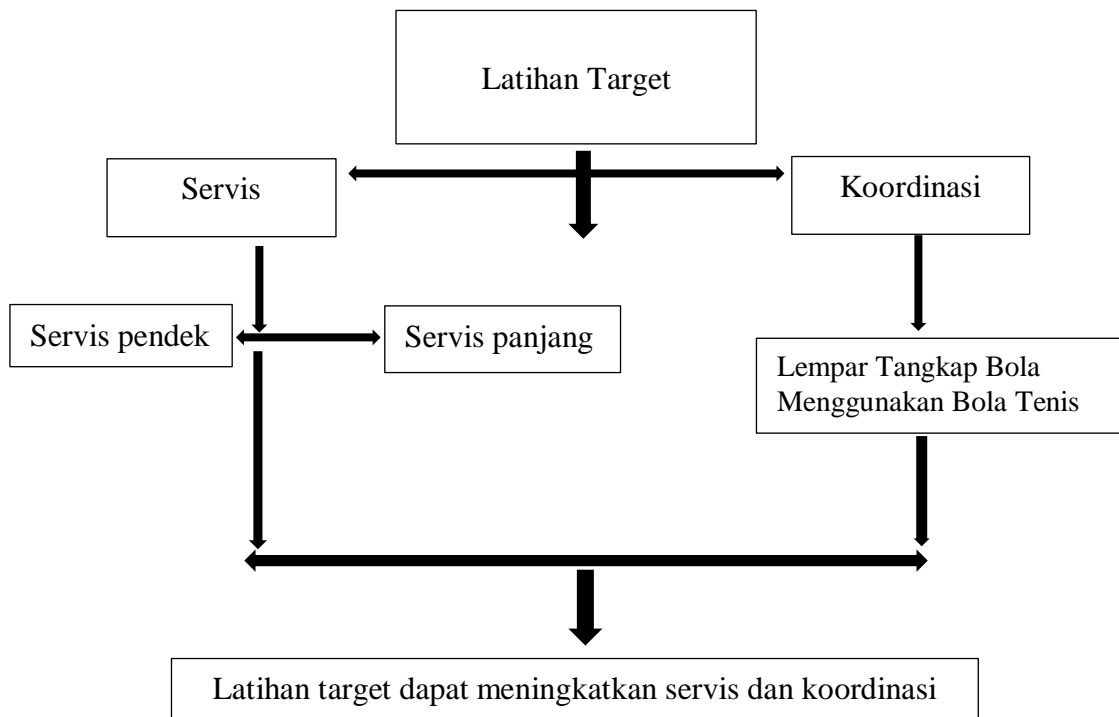 Latihan Target
Servis
Koordinasi
Servis pendek
Servis panjang
Lempar Tangkap Bola
Menggunakan Bola Tenis
Latihan target dapat meningkatkan servis dan koordinasi